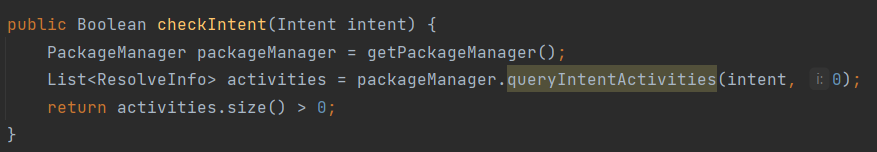 public Boolean checkIntent(Intent intent) {
    PackageManager packageManager = getPackageManager();
    List<ResolveInfo> activities = packageManager.queryIntentActivities(intent, i: 0);
    return activities.size() > 0;
}